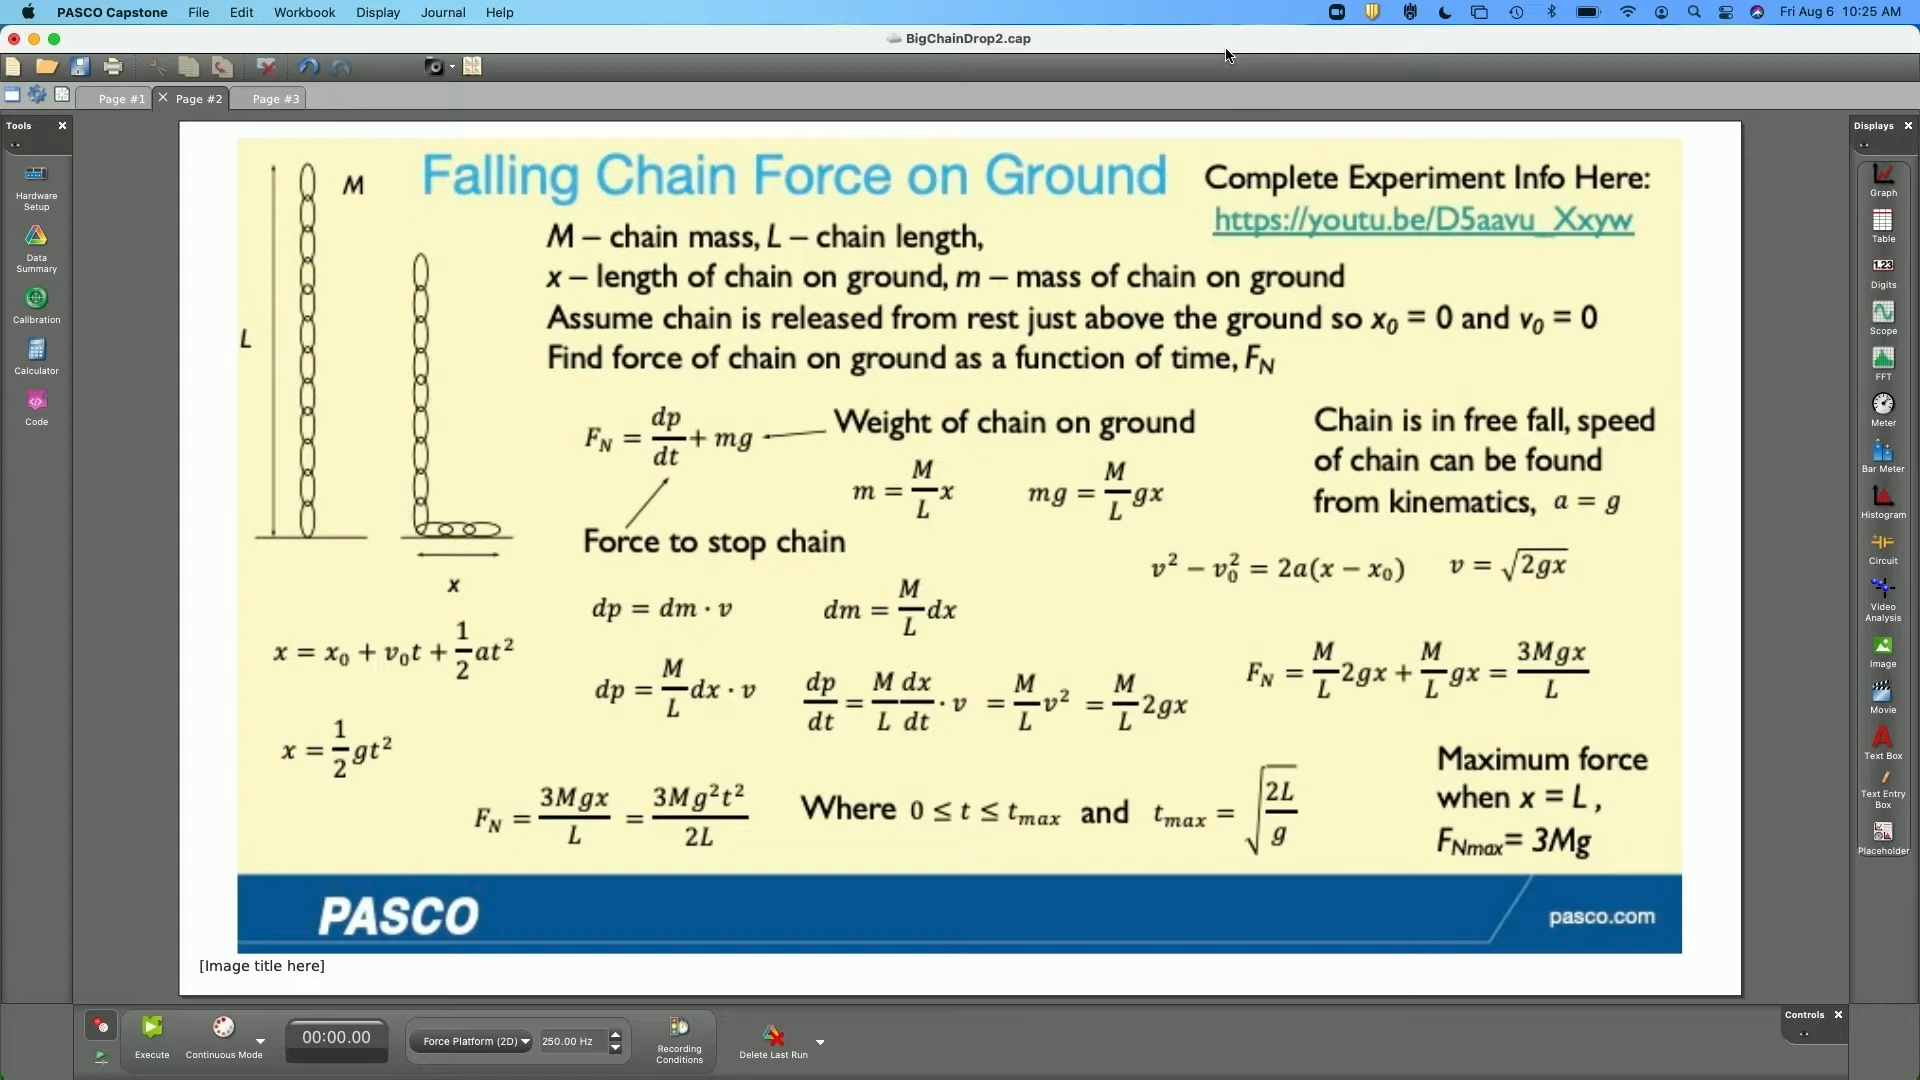 PASCO Capstone File Edit Workbook Display Journal Help Fri Aug 6 10:25 AM
BigChainDrop2.cap
Page #1 Page #2 Page #3
Tools
Hardware
Setup
Data
Summary
Calibration
Calculator
Code
Falling Chain Force on Ground
Complete Experiment Info Here:
https://youtu.be/D5aavu_Xxyw
M
L
x
M – chain mass, L – chain length,
x – length of chain on ground, m – mass of chain on ground
Assume chain is released from rest just above the ground so x₀ = 0 and v₀ = 0
Find force of chain on ground as a function of time, F_N
F_N = dp/dt + mg
Weight of chain on ground
m = M/L x
mg = M/L gx
Force to stop chain
Chain is in free fall, speed
of chain can be found
from kinematics, a = g
v² − v₀² = 2a(x − x₀)
v = √2gx
dp = dm · v
dm = M/L dx
x = x₀ + v₀t + 1/2 at²
dp = M/L dx · v
dp/dt = M/L dx/dt · v = M/L v² = M/L 2gx
F_N = M/L 2gx + M/L gx = 3Mgx/L
x = 1/2 gt²
F_N = 3Mgx/L = 3Mg²t²/2L
Where 0 ≤ t ≤ t_max and t_max = √2L/g
Maximum force
when x = L ,
F_Nmax= 3Mg
PASCO
pasco.com
[Image title here]
Displays
Graph
Table
1.23
Digits
Scope
FFT
Meter
Bar Meter
Histogram
Circuit
Video
Analysis
Image
Movie
Text Box
Text Entry
Box
Placeholder
Controls
Execute
Continuous Mode
00:00.00
Force Platform (2D)
250.00 Hz
Recording
Conditions
Delete Last Run